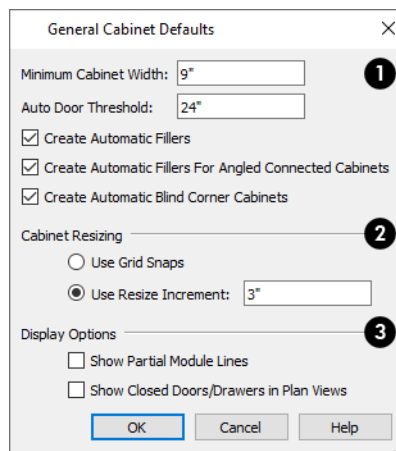 General Cabinet Defaults
Minimum Cabinet Width: 9"
1
Auto Door Threshold: 24"
Create Automatic Fillers
Create Automatic Fillers For Angled Connected Cabinets
Create Automatic Blind Corner Cabinets
Cabinet Resizing
2
Use Grid Snaps
Use Resize Increment: 3"
Display Options
3
Show Partial Module Lines
Show Closed Doors/Drawers in Plan Views
OK Cancel Help